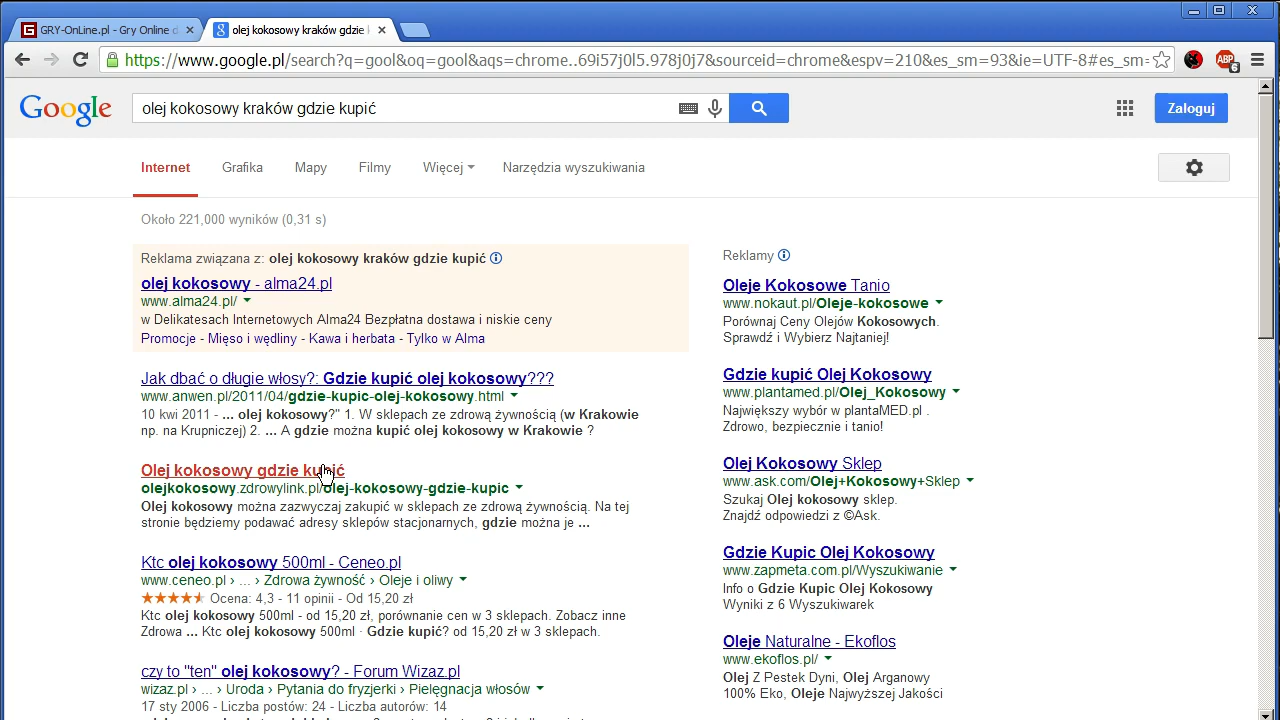 GRY-OnLine.pl - Gry Online d
olej kokosowy kraków gdzie k
https://www.google.pl/search?q=gool&oq=gool&aqs=chrome..69i57j0l5.978j0j7&sourceid=chrome&espv=210&es_sm=93&ie=UTF-8#es_sm=
ABP
6
Google
olej kokosowy kraków gdzie kupić
Zaloguj
Internet Grafika Mapy Filmy Więcej Narzędzia wyszukiwania
Około 221,000 wyników (0,31 s)
Reklama związana z: olej kokosowy kraków gdzie kupić
olej kokosowy - alma24.pl
www.alma24.pl/
w Delikatesach Internetowych Alma24 Bezpłatna dostawa i niskie ceny
Promocje - Mięso i wędliny - Kawa i herbata - Tylko w Alma
Jak dbać o długie włosy?: Gdzie kupić olej kokosowy???
www.anwen.pl/2011/04/gdzie-kupic-olej-kokosowy.html
10 kwi 2011 - ... olej kokosowy?" 1. W sklepach ze zdrową żywnością (w Krakowie
np. na Krupniczej) 2. ... A gdzie można kupić olej kokosowy w Krakowie ?
Olej kokosowy gdzie kupić
olejkokosowy.zdrowylink.pl/olej-kokosowy-gdzie-kupic
Olej kokosowy można zazwyczaj zakupić w sklepach ze zdrową żywnością. Na tej
stronie będziemy podawać adresy sklepów stacjonarnych, gdzie można je ...
Ktc olej kokosowy 500ml - Ceneo.pl
www.ceneo.pl › ... › Zdrowa żywność › Oleje i oliwy
Ocena: 4,3 - 11 opinii - Od 15,20 zł
Ktc olej kokosowy 500ml - od 15,20 zł, porównanie cen w 3 sklepach. Zobacz inne
Zdrowa ... Ktc olej kokosowy 500ml · Gdzie kupić? od 15,20 zł w 3 sklepach.
czy to "ten" olej kokosowy? - Forum Wizaz.pl
wizaz.pl › ... › Uroda › Pytania do fryzjerki › Pielęgnacja włosów
17 sty 2006 - Liczba postów: 24 - Liczba autorów: 14
Reklamy
Oleje Kokosowe Tanio
www.nokaut.pl/Oleje-kokosowe
Porównaj Ceny Olejów Kokosowych.
Sprawdź i Wybierz Najtaniej!
Gdzie kupić Olej Kokosowy
www.plantamed.pl/Olej_Kokosowy
Największy wybór w plantaMED.pl .
Zdrowo, bezpiecznie i tanio!
Olej Kokosowy Sklep
www.ask.com/Olej+Kokosowy+Sklep
Szukaj Olej kokosowy sklep.
Znajdź odpowiedzi z ©Ask.
Gdzie Kupic Olej Kokosowy
www.zapmeta.com.pl/Wyszukiwanie
Info o Gdzie Kupic Olej Kokosowy
Wyniki z 6 Wyszukiwarek
Oleje Naturalne - Ekoflos
www.ekoflos.pl/
Olej Z Pestek Dyni, Olej Arganowy
100% Eko, Oleje Najwyższej Jakości